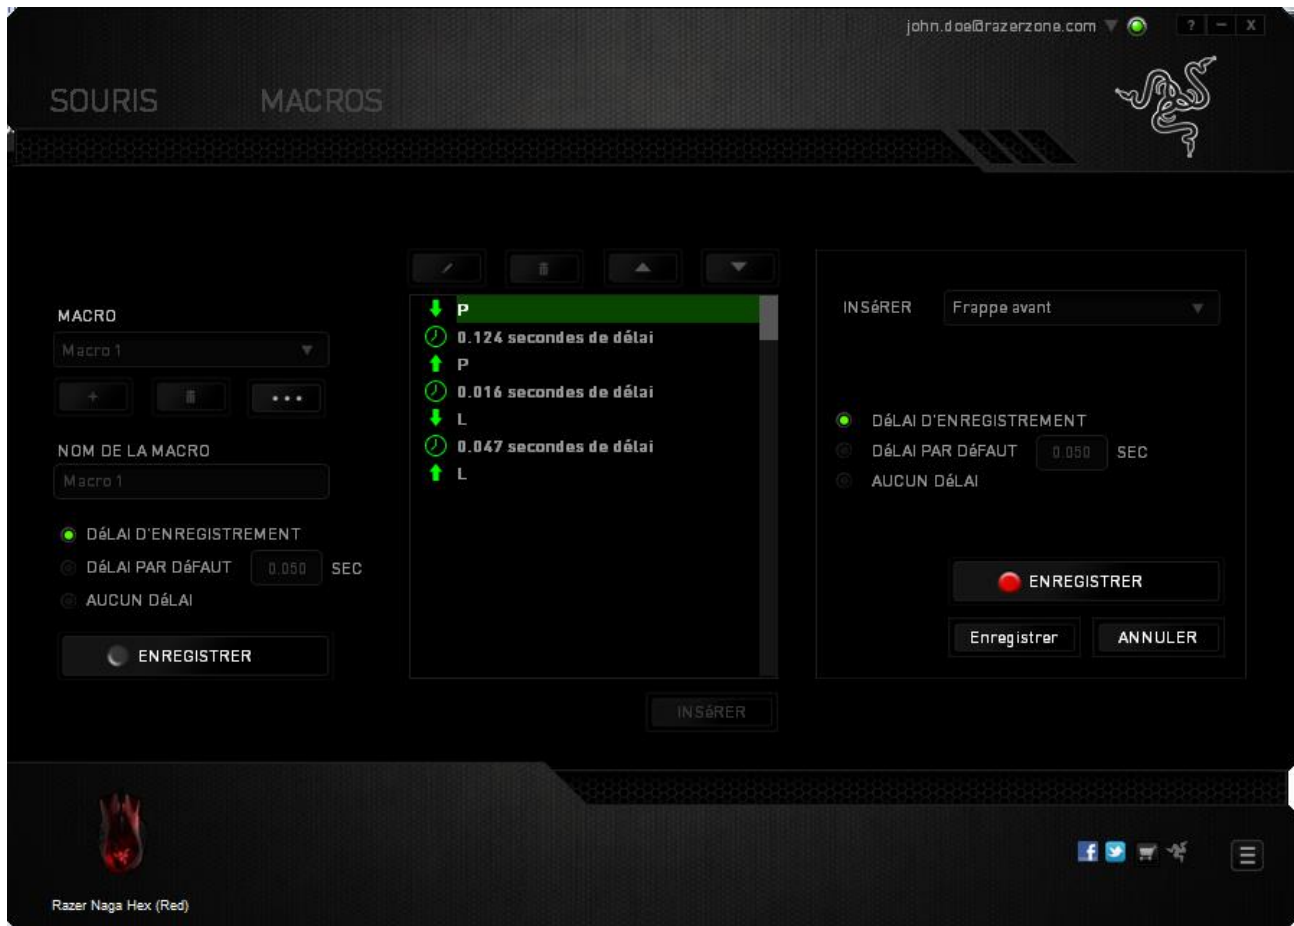 john.doe@razerzone.com
? – X
SOURIS MACROS
MACRO
Macro 1
+
...
NOM DE LA MACRO
Macro 1
DéLAI D'ENREGISTREMENT
DéLAI PAR DéFAUT 0.050 SEC
AUCUN DéLAI
ENREGISTRER
P
0.124 secondes de délai
P
0.016 secondes de délai
L
0.047 secondes de délai
L
INSéRER
INSéRER Frappe avant
DéLAI D'ENREGISTREMENT
DéLAI PAR DéFAUT 0.050 SEC
AUCUN DéLAI
ENREGISTRER
Enregistrer ANNULER
Razer Naga Hex (Red)